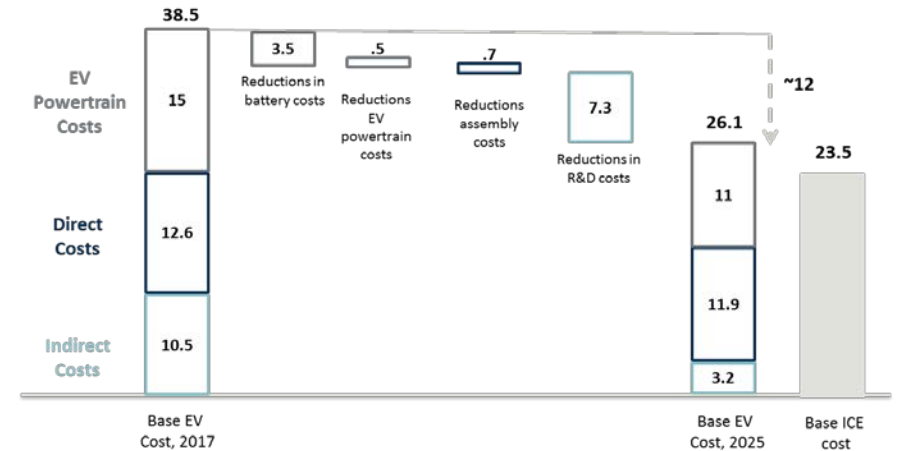 38.5
3.5
.5
.7
Reductions in
battery costs
Reductions
EV
powertrain
costs
Reductions
assembly
costs
7.3
Reductions in
R&D costs
~12
EV
Powertrain
Costs
15
26.1
23.5
11
Direct
Costs
12.6
11.9
Indirect
Costs
10.5
3.2
Base EV
Cost, 2017
Base EV
Cost, 2025
Base ICE
cost